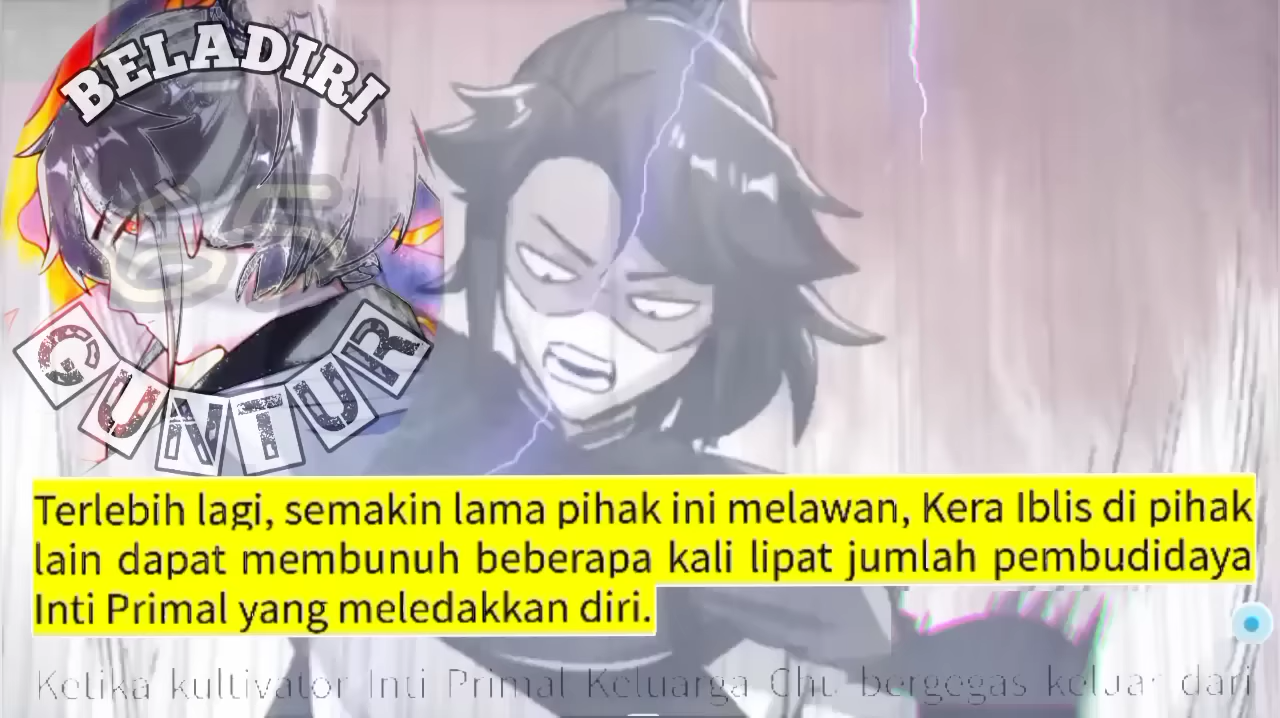 BELADIRI
GUNTUR
Terlebih lagi, semakin lama pihak ini melawan, Kera Iblis di pihak
lain dapat membunuh beberapa kali lipat jumlah pembudidaya
Inti Primal yang meledakkan diri.
Ketika kultivator Inti Primal Keluarga Chu bergegas keluar dari